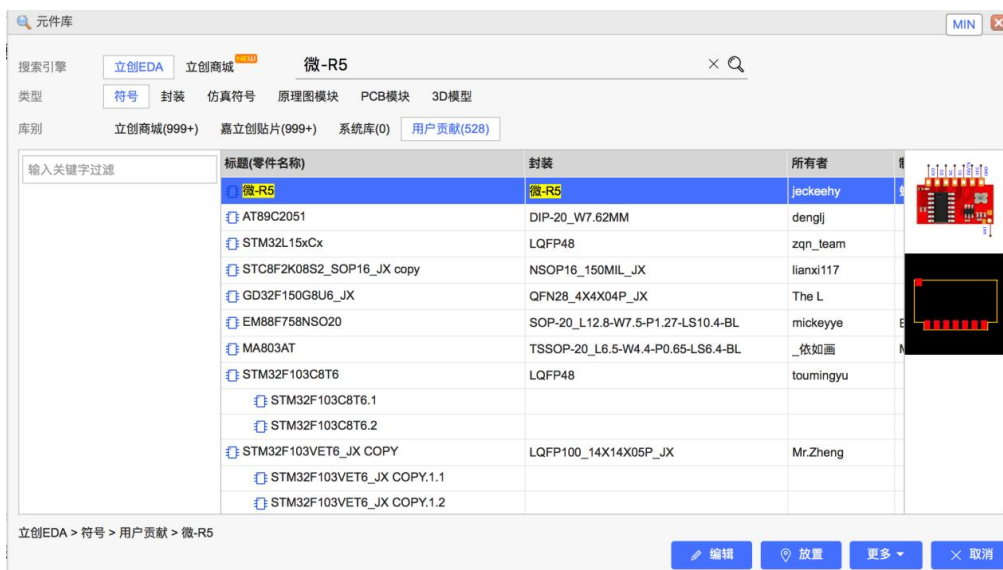 元件库 MIN
搜索引擎 立创EDA 立创商城 NEW 微-R5
类型 符号 封装 仿真符号 原理图模块 PCB模块 3D模型
库别 立创商城(999+) 嘉立创贴片(999+) 系统库(0) 用户贡献(528)
输入关键字过滤
标题(零件名称) 封装 所有者
微-R5 微-R5 jeckeehy
AT89C2051 DIP-20_W7.62MM denglj
STM32L15xCx LQFP48 zqn_team
STC8F2K08S2_SOP16_JX copy NSOP16_150MIL_JX lianxi117
GD32F150G8U6_JX QFN28_4X4X04P_JX The L
EM88F758NSO20 SOP-20_L12.8-W7.5-P1.27-LS10.4-BL mickeyye
MA803AT TSSOP-20_L6.5-W4.4-P0.65-LS6.4-BL _依如画
STM32F103C8T6 LQFP48 toumingyu
STM32F103C8T6.1
STM32F103C8T6.2
STM32F103VET6_JX COPY LQFP100_14X14X05P_JX Mr.Zheng
STM32F103VET6_JX COPY.1.1
STM32F103VET6_JX COPY.1.2
立创EDA > 符号 > 用户贡献 > 微-R5
编辑 放置 更多 取消